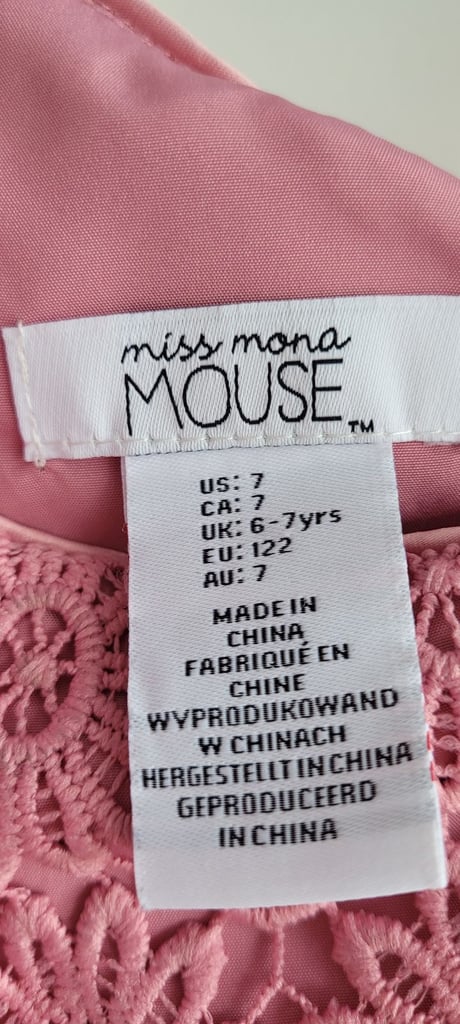 miss mona
MOUSE™
US: 7
CA: 7
UK: 6-7yrs
EU: 122
AU: 7
MADE IN
CHINA
FABRIQUÉ EN
CHINE
WYPRODUKOWAND
W CHINACH
HERGESTELLT IN CHINA
GEPRODUCEERD
IN CHINA